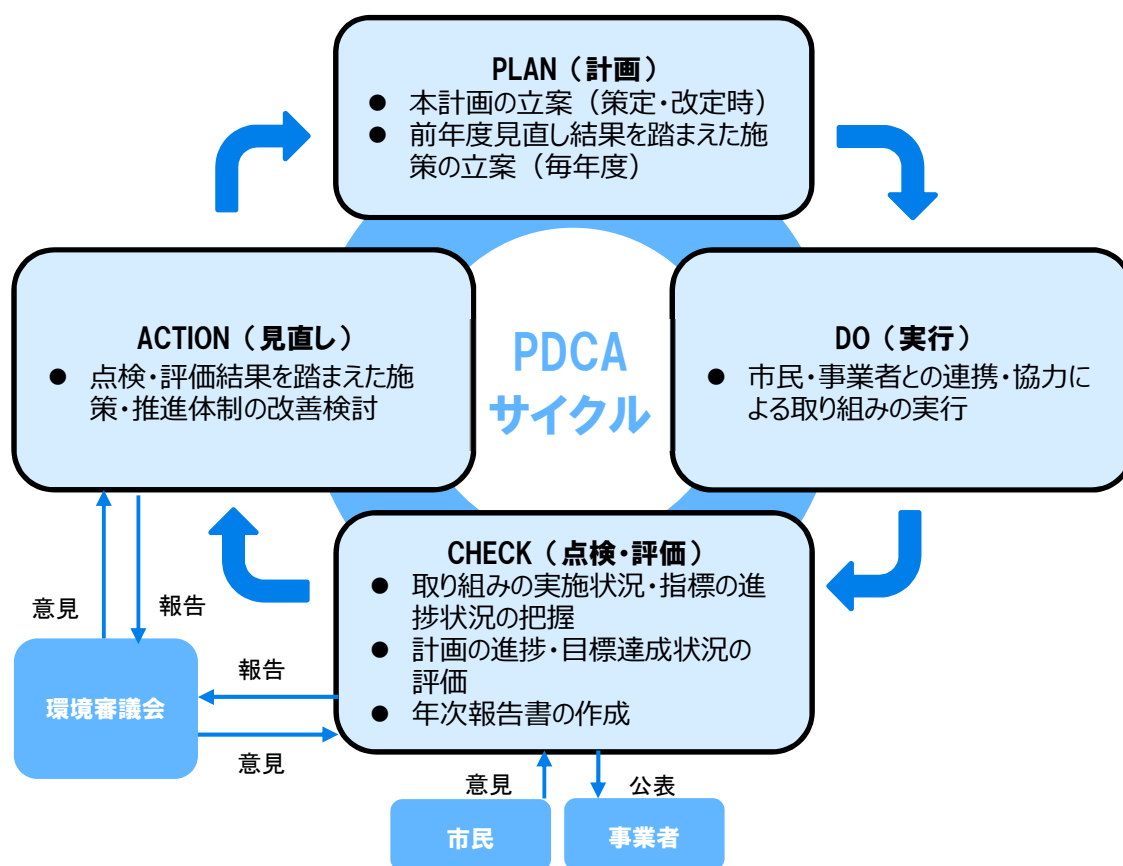 PLAN（計画）
● 本計画の立案（策定・改定時）
● 前年度見直し結果を踏まえた施
策の立案（毎年度）
ACTION（見直し）
● 点検・評価結果を踏まえた施
策・推進体制の改善検討
PDCA
サイクル
DO（実行）
● 市民・事業者との連携・協力に
よる取り組みの実行
CHECK（点検・評価）
● 取り組みの実施状況・指標の進
捗状況の把握
● 計画の進捗・目標達成状況の
評価
● 年次報告書の作成
意見
報告
環境審議会
報告
意見
意見
公表
市民
事業者